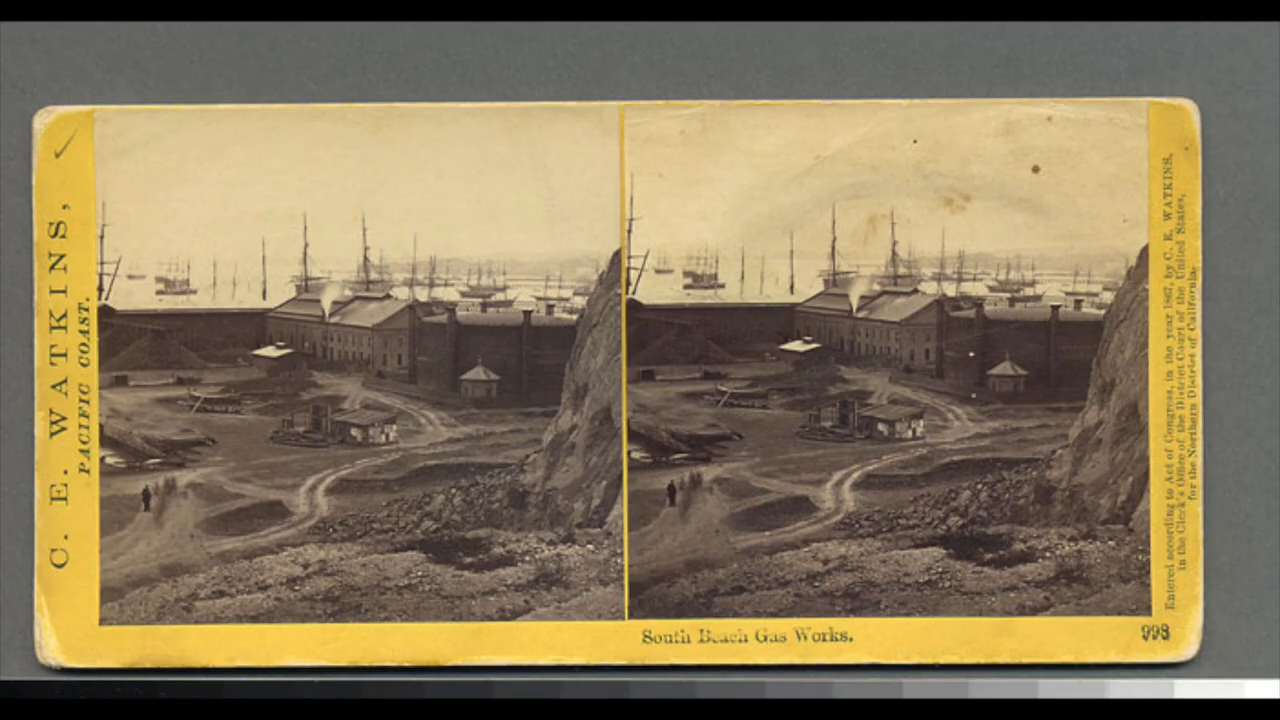 C. E. WATKINS,
PACIFIC COAST.
South Beach Gas Works.
998
Entered according to Act of Congress, in the year 1867, by C. E. WATKINS,
in the Clerk's Office of the District Court of the United States,
for the Northern District of California.